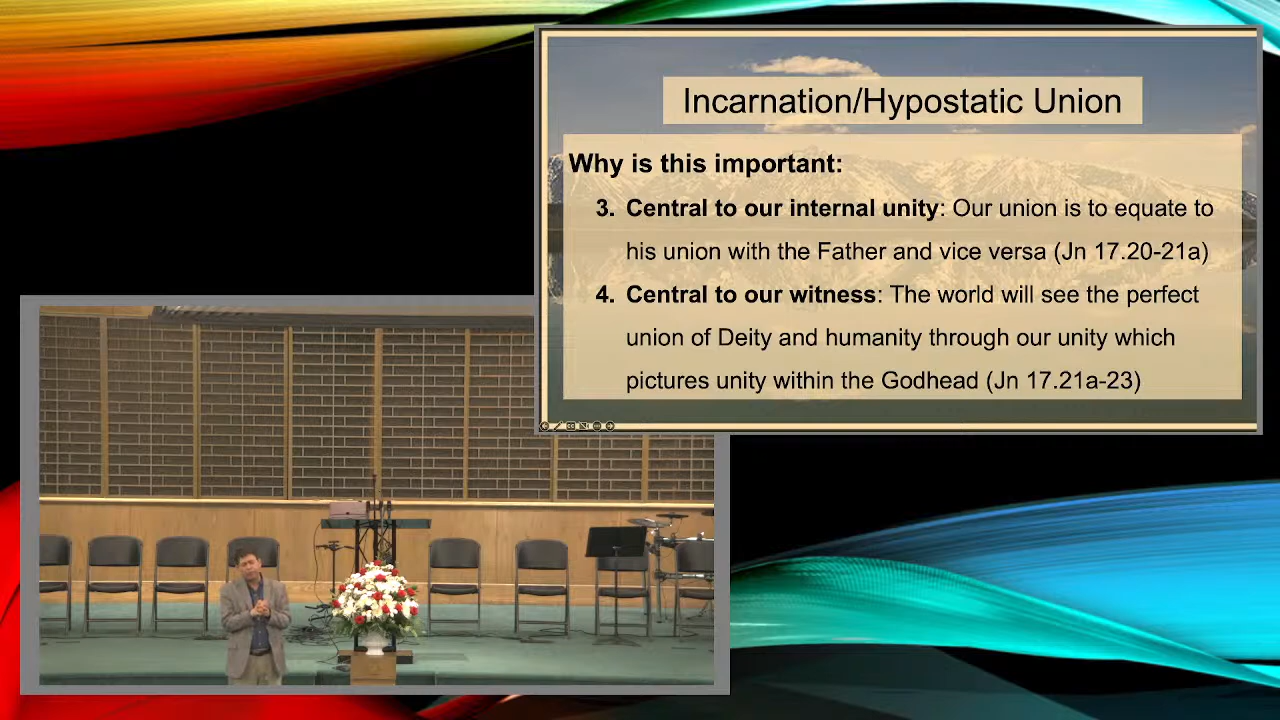 Incarnation/Hypostatic Union
Why is this important:
3. Central to our internal unity: Our union is to equate to
his union with the Father and vice versa (Jn 17.20-21a)
4. Central to our witness: The world will see the perfect
union of Deity and humanity through our unity which
pictures unity within the Godhead (Jn 17.21a-23)